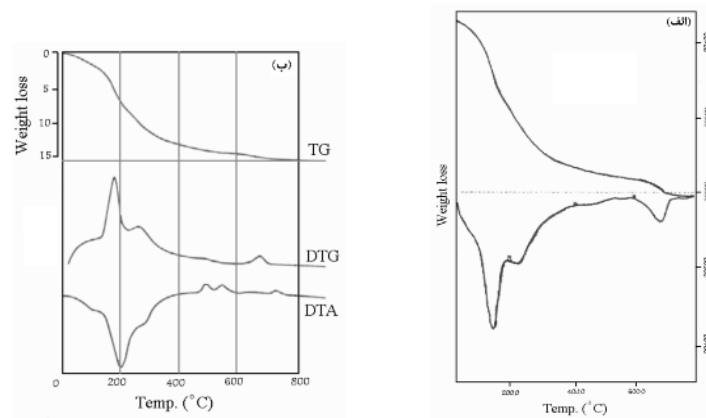 (ب)
Weight loss
0
5
10
15
TG
DTG
DTA
0
200
400
600
800
Temp. (°C)
(الف)
Weight loss
Temp. (°C)